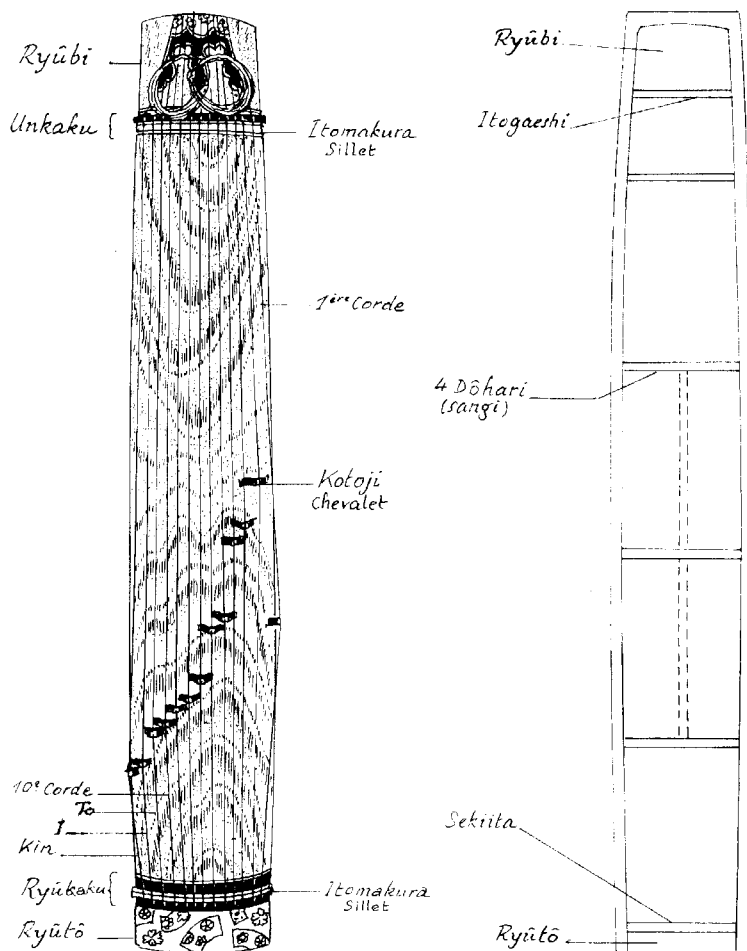 Ryûbi
Unkaku
Itomakura
Sillet
1ère Corde
Kotoji
Chevalet
10e Corde
To
I
Kin
Ryûkaku
Itomakura
Sillet
Ryûtô
Ryûbi
Itogaeshi
4 Dôhari
(sangi)
Sekiita
Ryûtô